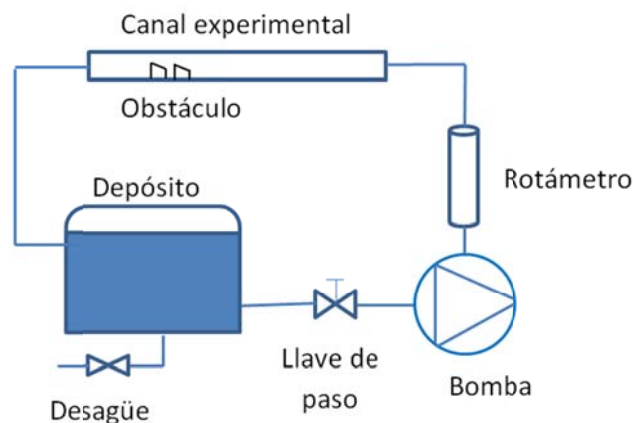 Canal experimental
Obstáculo
Depósito
Rotámetro
Llave de
paso
Bomba
Desagüe